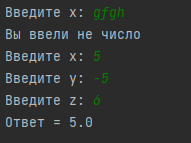 Введите x: gfgh
Вы ввели не число
Введите x: 5
Введите y: -5
Введите z: 6
Ответ = 5.0